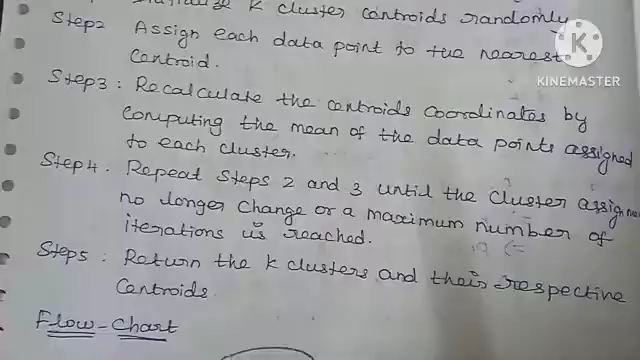 K cluster centroids randomly
Step2 Assign each data point to the nearest
centroid.
Step3: Recalculate the centroids coordinates by
computing the mean of the data points assigned
to each cluster.
Step4. Repeat Steps 2 and 3 until the cluster assign
no longer change or a maximum number of
iterations is reached.
Step5: Return the K clusters and their respective
centroids.
Flow-Chart
K
KINEMASTER